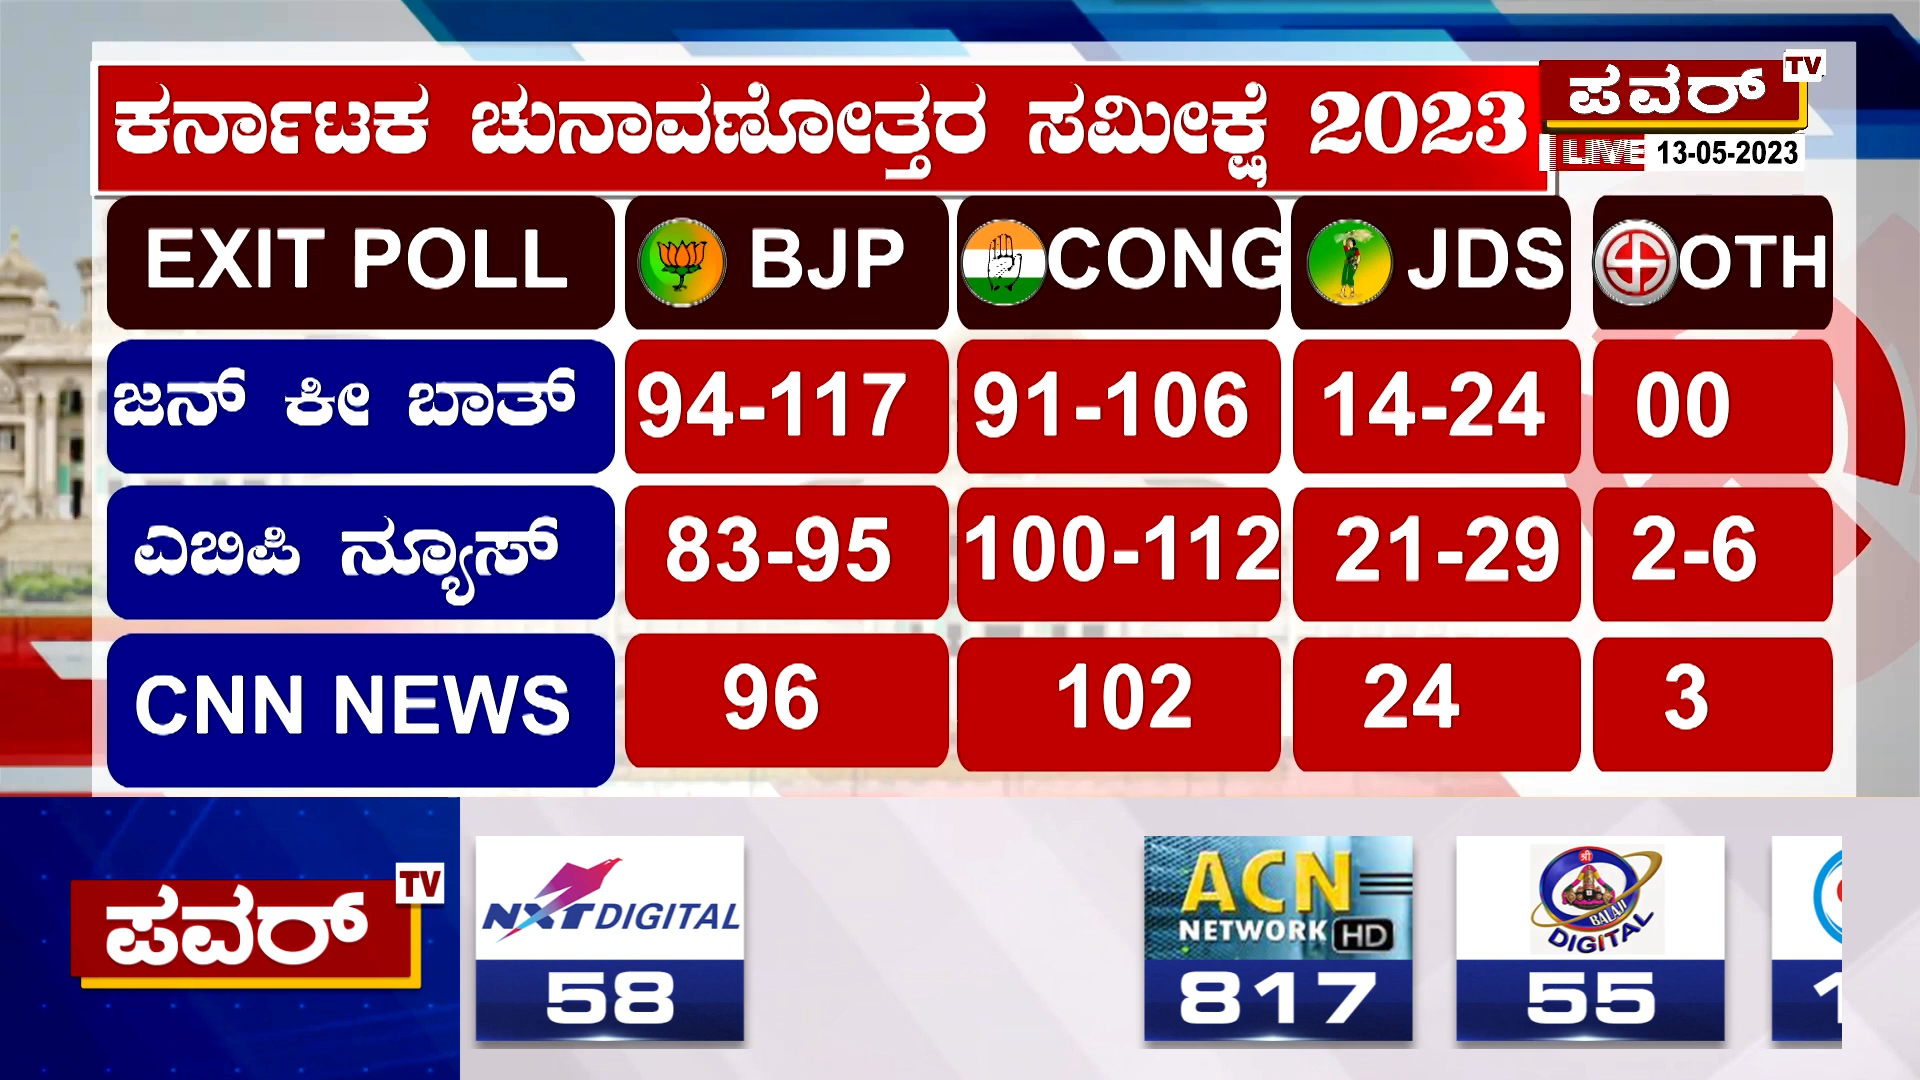 ಕರ್ನಾಟಕ ಚುನಾವಣೋತ್ತರ ಸಮೀಕ್ಷೆ 2023
ಪವರ್ TV
LIVE 13-05-2023
EXIT POLL BJP CONG JDS OTH
ಜನ್ ಕೀ ಬಾತ್ 94-117 91-106 14-24 00
ಎಬಿಪಿ ನ್ಯೂಸ್ 83-95 100-112 21-29 2-6
CNN NEWS 96 102 24 3
ಪವರ್ TV
NXTDIGITAL
58
ACN
NETWORK HD
817
श्री
BALAJI
DIGITAL
55